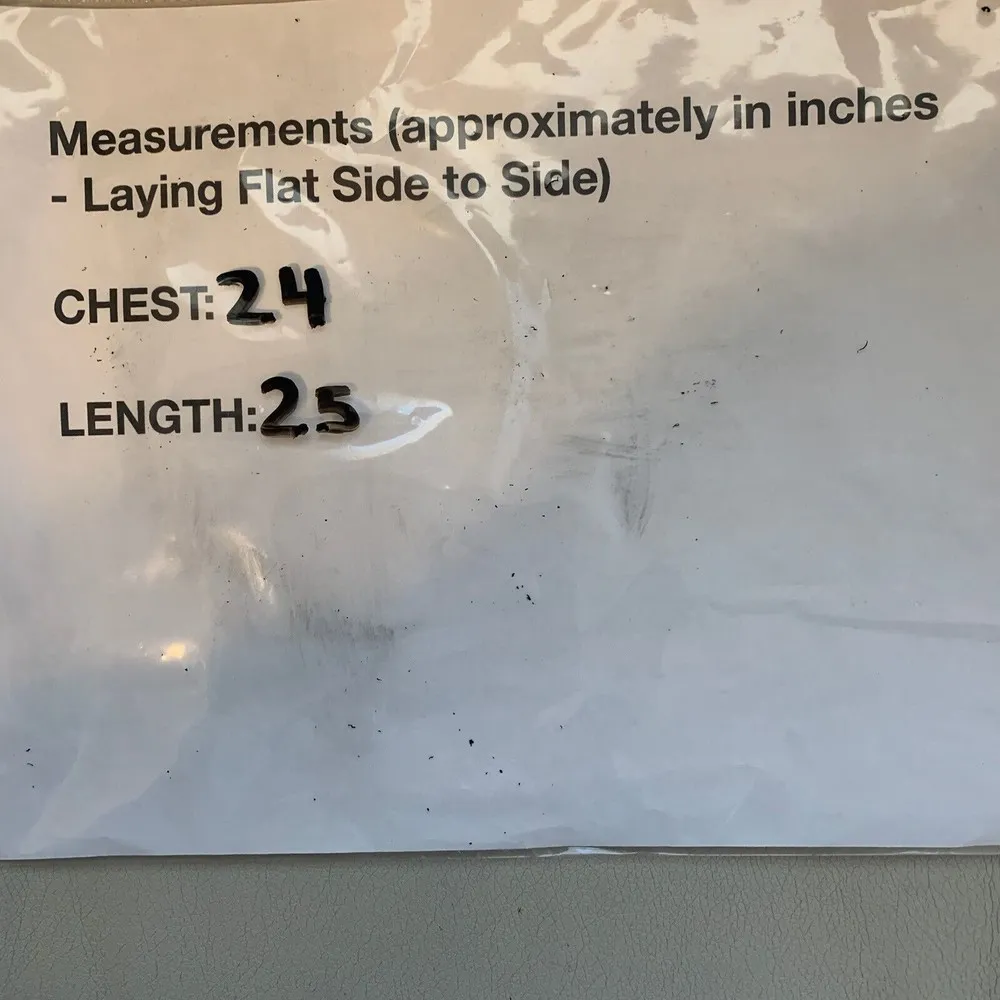 Measurements (approximately in inches
- Laying Flat Side to Side)
CHEST: 24
LENGTH: 25